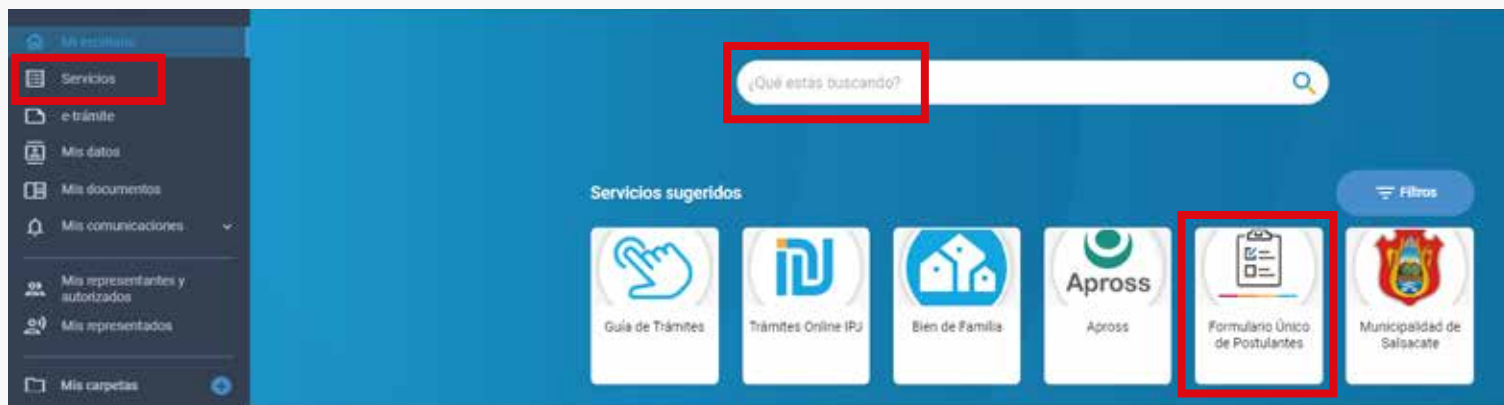 Mi escritorio
Servicios
e-trámite
Mis datos
Mis documentos
Mis comunicaciones
Mis representantes y
autorizados
Mis representados
Mis carpetas
¿Qué estás buscando?
Servicios sugeridos
Filtros
Guía de Trámites
Trámites Online IPJ
Bien de Familia
Apross
Apross
Formulario Único
de Postulantes
Municipalidad de
Salsacate